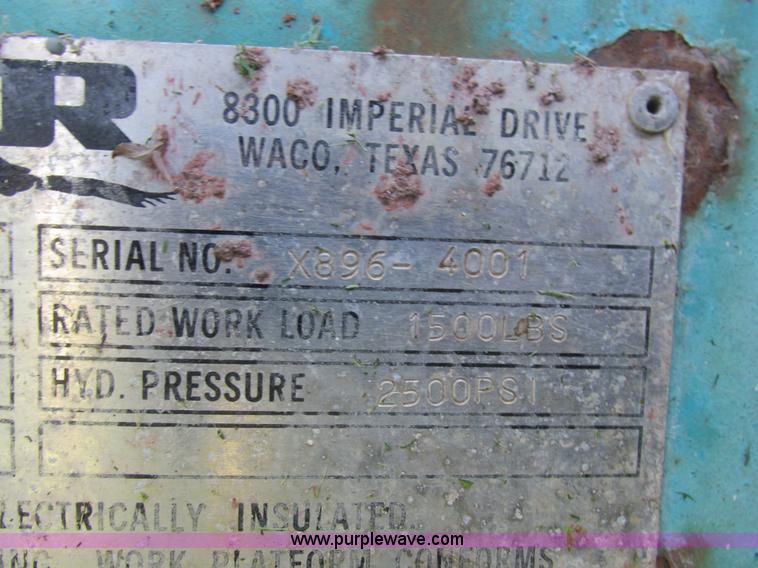 R
8300 IMPERIAL DRIVE
WACO, TEXAS 76712
SERIAL NO. X896-4001
RATED WORK LOAD 1500LBS
HYD. PRESSURE 2500PSI
ELECTRICALLY INSULATED.
WORK PLATFORM CONFORMS
www.purplewave.com